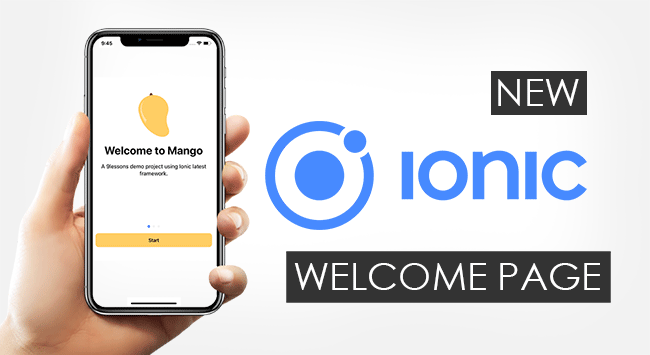 9:45
Welcome to Mango
A 9lessons demo project using Ionic latest
framework.
Start
NEW
IONIC
WELCOME PAGE